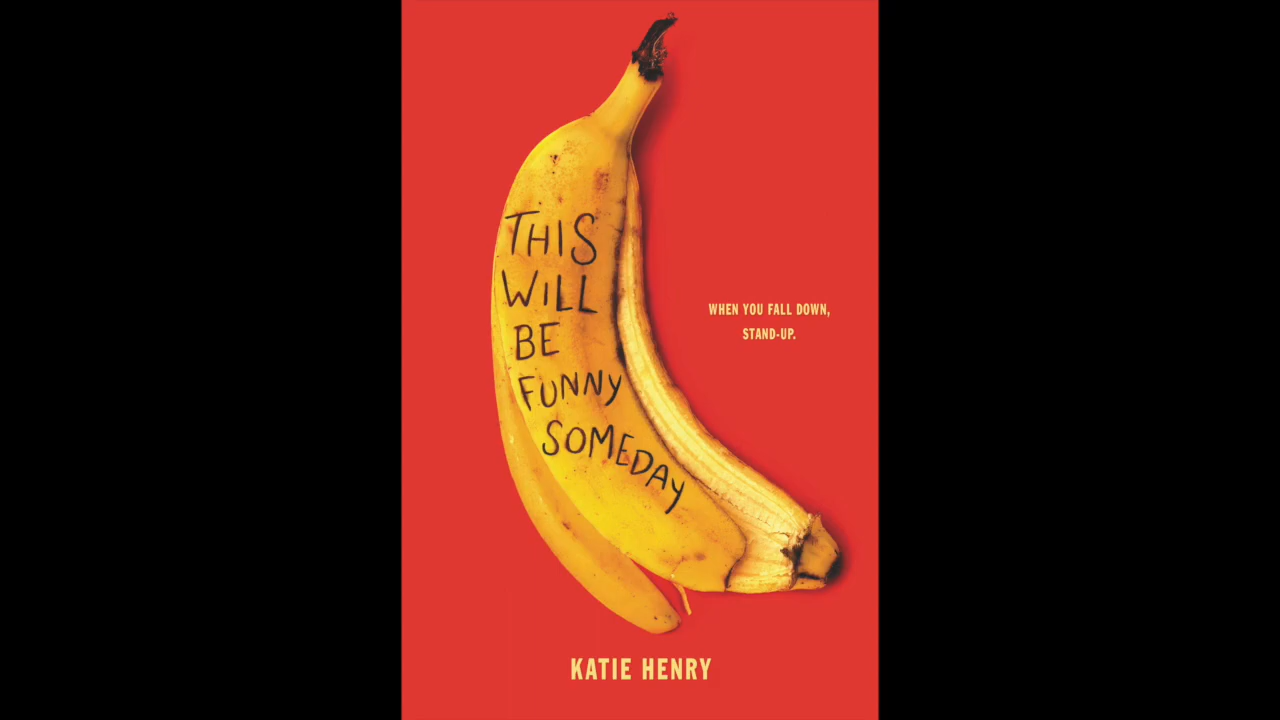 THIS
WILL
BE
FUNNY
SOMEDAY
WHEN YOU FALL DOWN,
STAND-UP.
KATIE HENRY